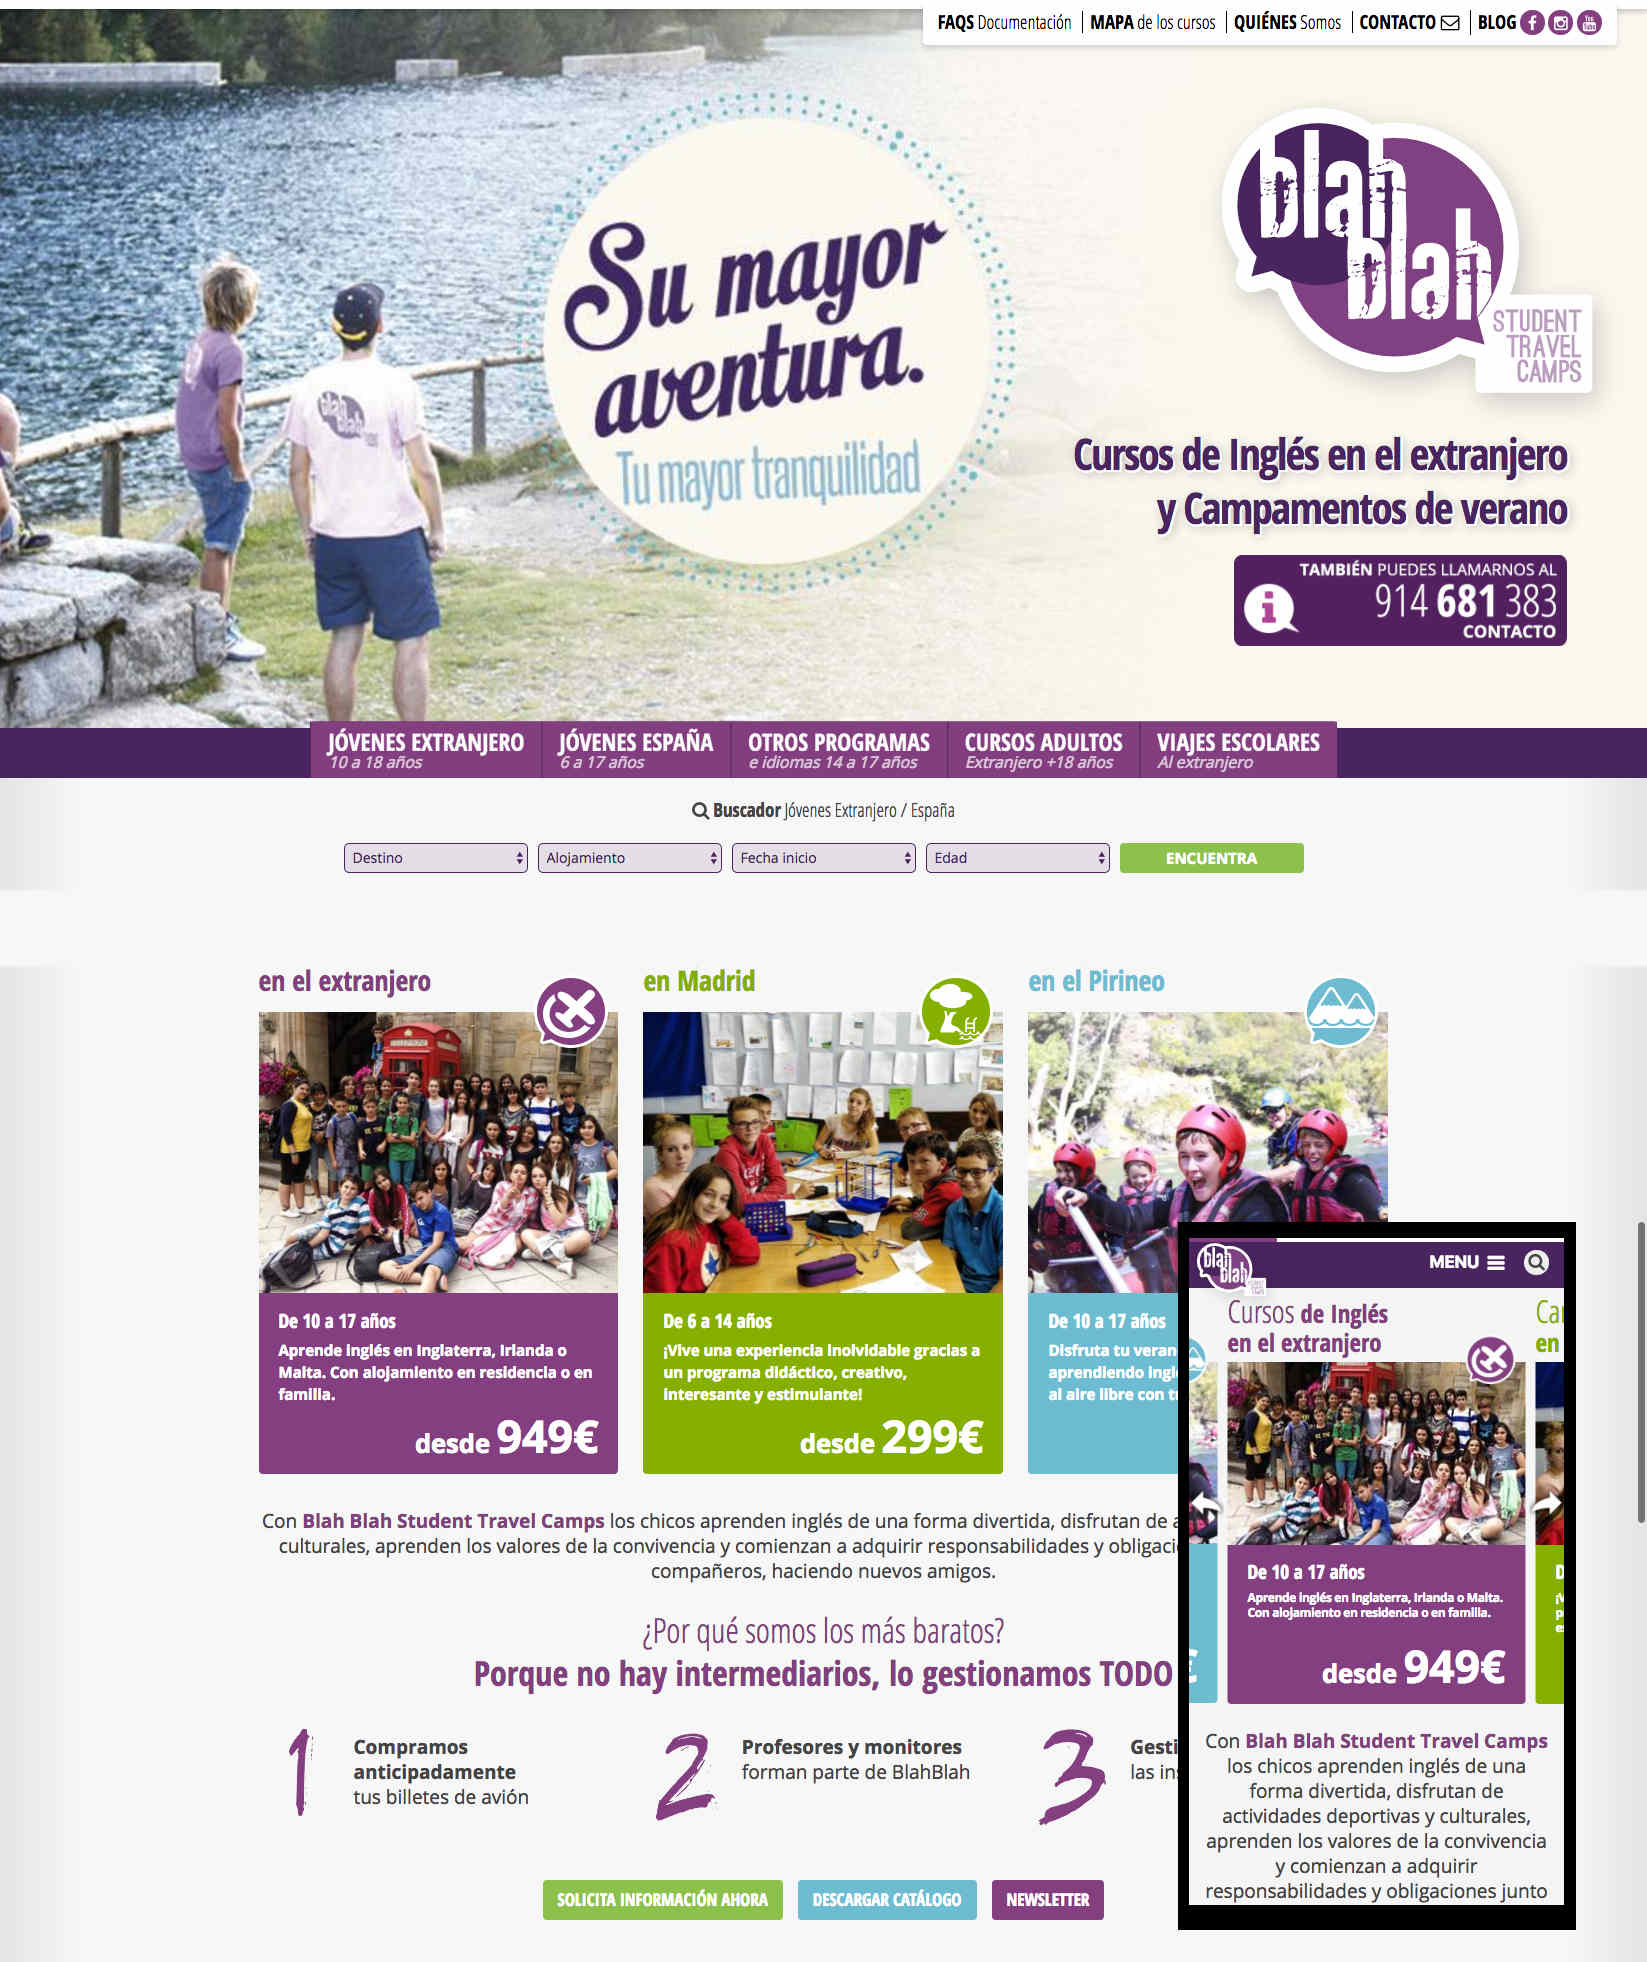 FAQS Documentación | MAPA de los cursos | QUIÉNES Somos | CONTACTO | BLOG
Su mayor
aventura.
Tu mayor tranquilidad
blah
blah
STUDENT
TRAVEL
CAMPS
blah
blah
Cursos de Inglés en el extranjero
y Campamentos de verano
TAMBIÉN PUEDES LLAMARNOS AL
914 681 383
CONTACTO
JÓVENES EXTRANJERO
10 a 18 años
JÓVENES ESPAÑA
6 a 17 años
OTROS PROGRAMAS
e idiomas 14 a 17 años
CURSOS ADULTOS
Extranjero +18 años
VIAJES ESCOLARES
Al extranjero
Buscador Jóvenes Extranjero / España
Destino
Alojamiento
Fecha inicio
Edad
ENCUENTRA
en el extranjero
De 10 a 17 años
Aprende inglés en Inglaterra, Irlanda o
Malta. Con alojamiento en residencia o en
familia.
desde 949€
en Madrid
De 6 a 14 años
¡Vive una experiencia inolvidable gracias a
un programa didáctico, creativo,
interesante y estimulante!
desde 299€
en el Pirineo
De 10 a 17 años
Disfruta tu veran
aprendiendo ingl
al aire libre con t
Con Blah Blah Student Travel Camps los chicos aprenden inglés de una forma divertida, disfrutan de a
culturales, aprenden los valores de la convivencia y comienzan a adquirir responsabilidades y obligaci
compañeros, haciendo nuevos amigos.
¿Por qué somos los más baratos?
Porque no hay intermediarios, lo gestionamos TODO
1
Compramos
anticipadamente
tus billetes de avión
2
Profesores y monitores
forman parte de BlahBlah
3
Gesti
las in
SOLICITA INFORMACIÓN AHORA
DESCARGAR CATÁLOGO
NEWSLETTER
blah
blah
MENU
Cursos de Inglés
en el extranjero
Ca
en
De 10 a 17 años
Aprende inglés en Inglaterra, Irlanda o Malta.
Con alojamiento en residencia o en familia.
desde 949€
€
Con Blah Blah Student Travel Camps
los chicos aprenden inglés de una
forma divertida, disfrutan de
actividades deportivas y culturales,
aprenden los valores de la convivencia
y comienzan a adquirir
responsabilidades y obligaciones junto